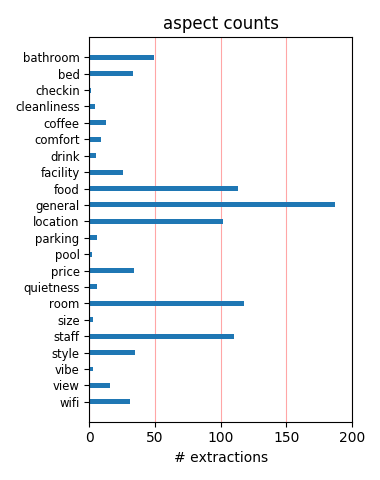 aspect counts
bathroom
bed
checkin
cleanliness
coffee
comfort
drink
facility
food
general
location
parking
pool
price
quietness
room
size
staff
style
vibe
view
wifi
0 50 100 150 200
# extractions